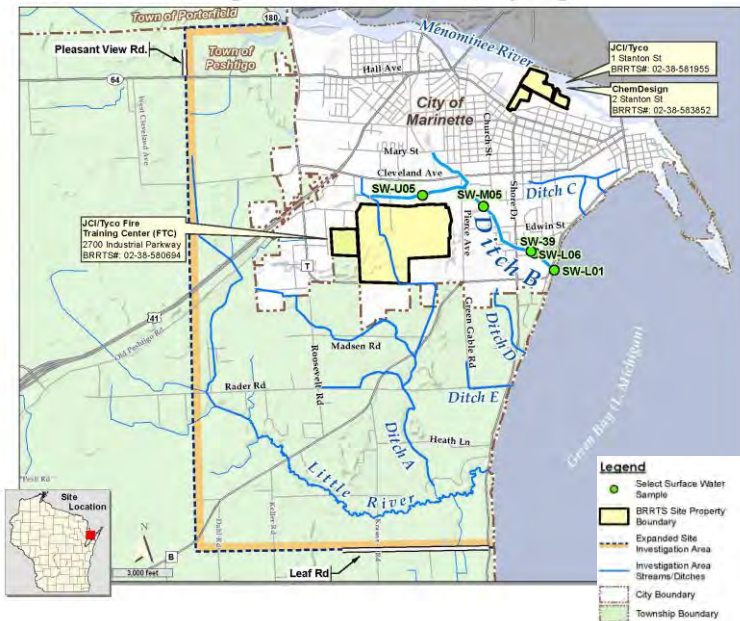 Town of Porterfield
180
Pleasant View Rd.
Town of
Peshtigo
64
Menominee River
Hall Ave
JCI/Tyco
1 Stanton St
BRRTS#: 02-38-581955
ChemDesign
2 Stanton St
BRRTS#: 02-38-583852
City of
Marinette
West Cleveland Ave
Church St
Mary St
Cleveland Ave
SW-U05
SW-M05
Shore Dr
Ditch C
JCI/Tyco Fire
Training Center (FTC)
2700 Industrial Parkway
BRRTS#: 02-38-580694
Pierce Ave
Ditch B
Edwin St
SW-39
SW-L06
SW-L01
T
41
Old Peshtigo Rd
Madsen Rd
Roosevelt Rd
Green Gable Rd
Ditch D
Rader Rd
Ditch E
Ditch A
Heath Ln
Little River
Green Bay (L. Michigan)
Site
Location
N
3,000 feet
B
Keller Rd
Leaf Rd
Legend
Select Surface Water
Sample
BRRTS Site Property
Boundary
Expanded Site
Investigation Area
Investigation Area
Streams/Ditches
City Boundary
Township Boundary